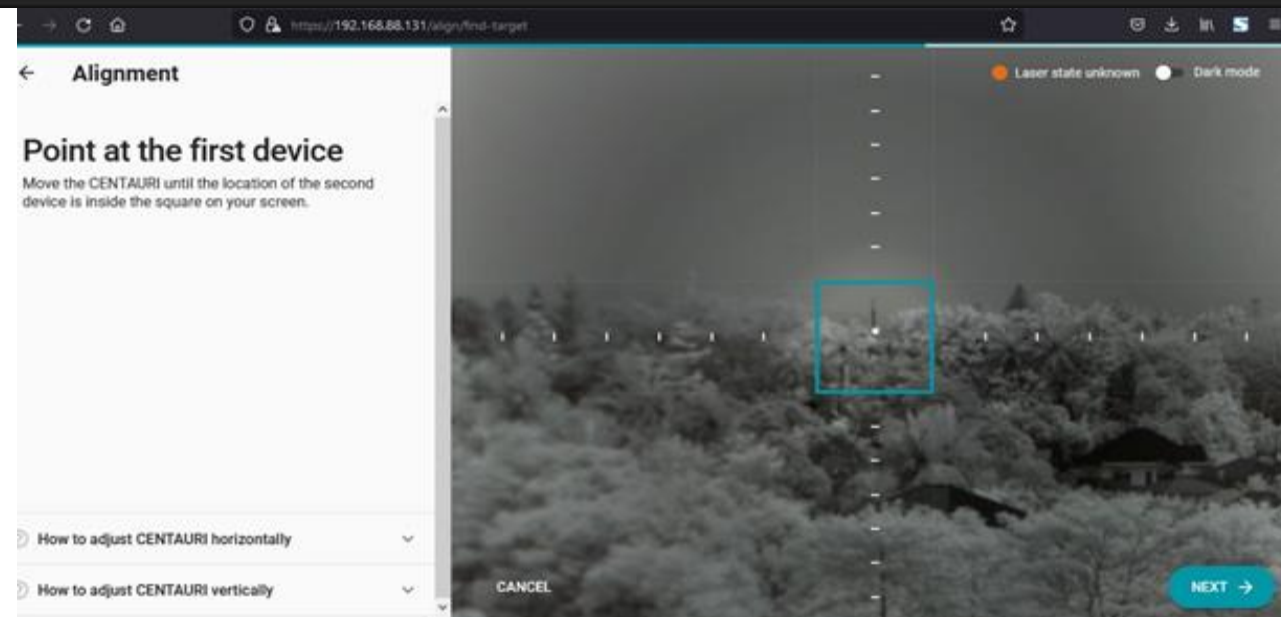 https://192.168.88.131/align/find-target
Alignment
Laser state unknown
Dark mode
Point at the first device
Move the CENTAURI until the location of the second
device is inside the square on your screen.
How to adjust CENTAURI horizontally
How to adjust CENTAURI vertically
CANCEL
NEXT